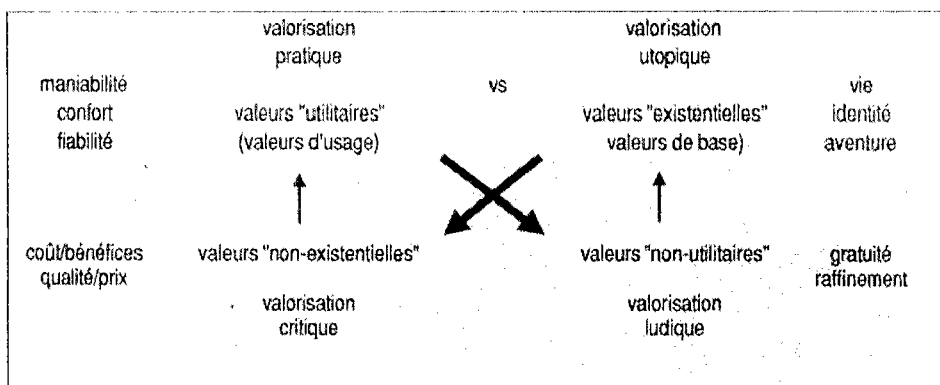 valorisation valorisation
pratique utopique
maniabilité vs vie
confort valeurs "utilitaires" valeurs "existentielles" identité
fiabilité (valeurs d'usage) valeurs de base) aventure
coût/bénéfices valeurs "non-existentielles" valeurs "non-utilitaires" gratuité
qualité/prix raffinement
valorisation valorisation
critique ludique